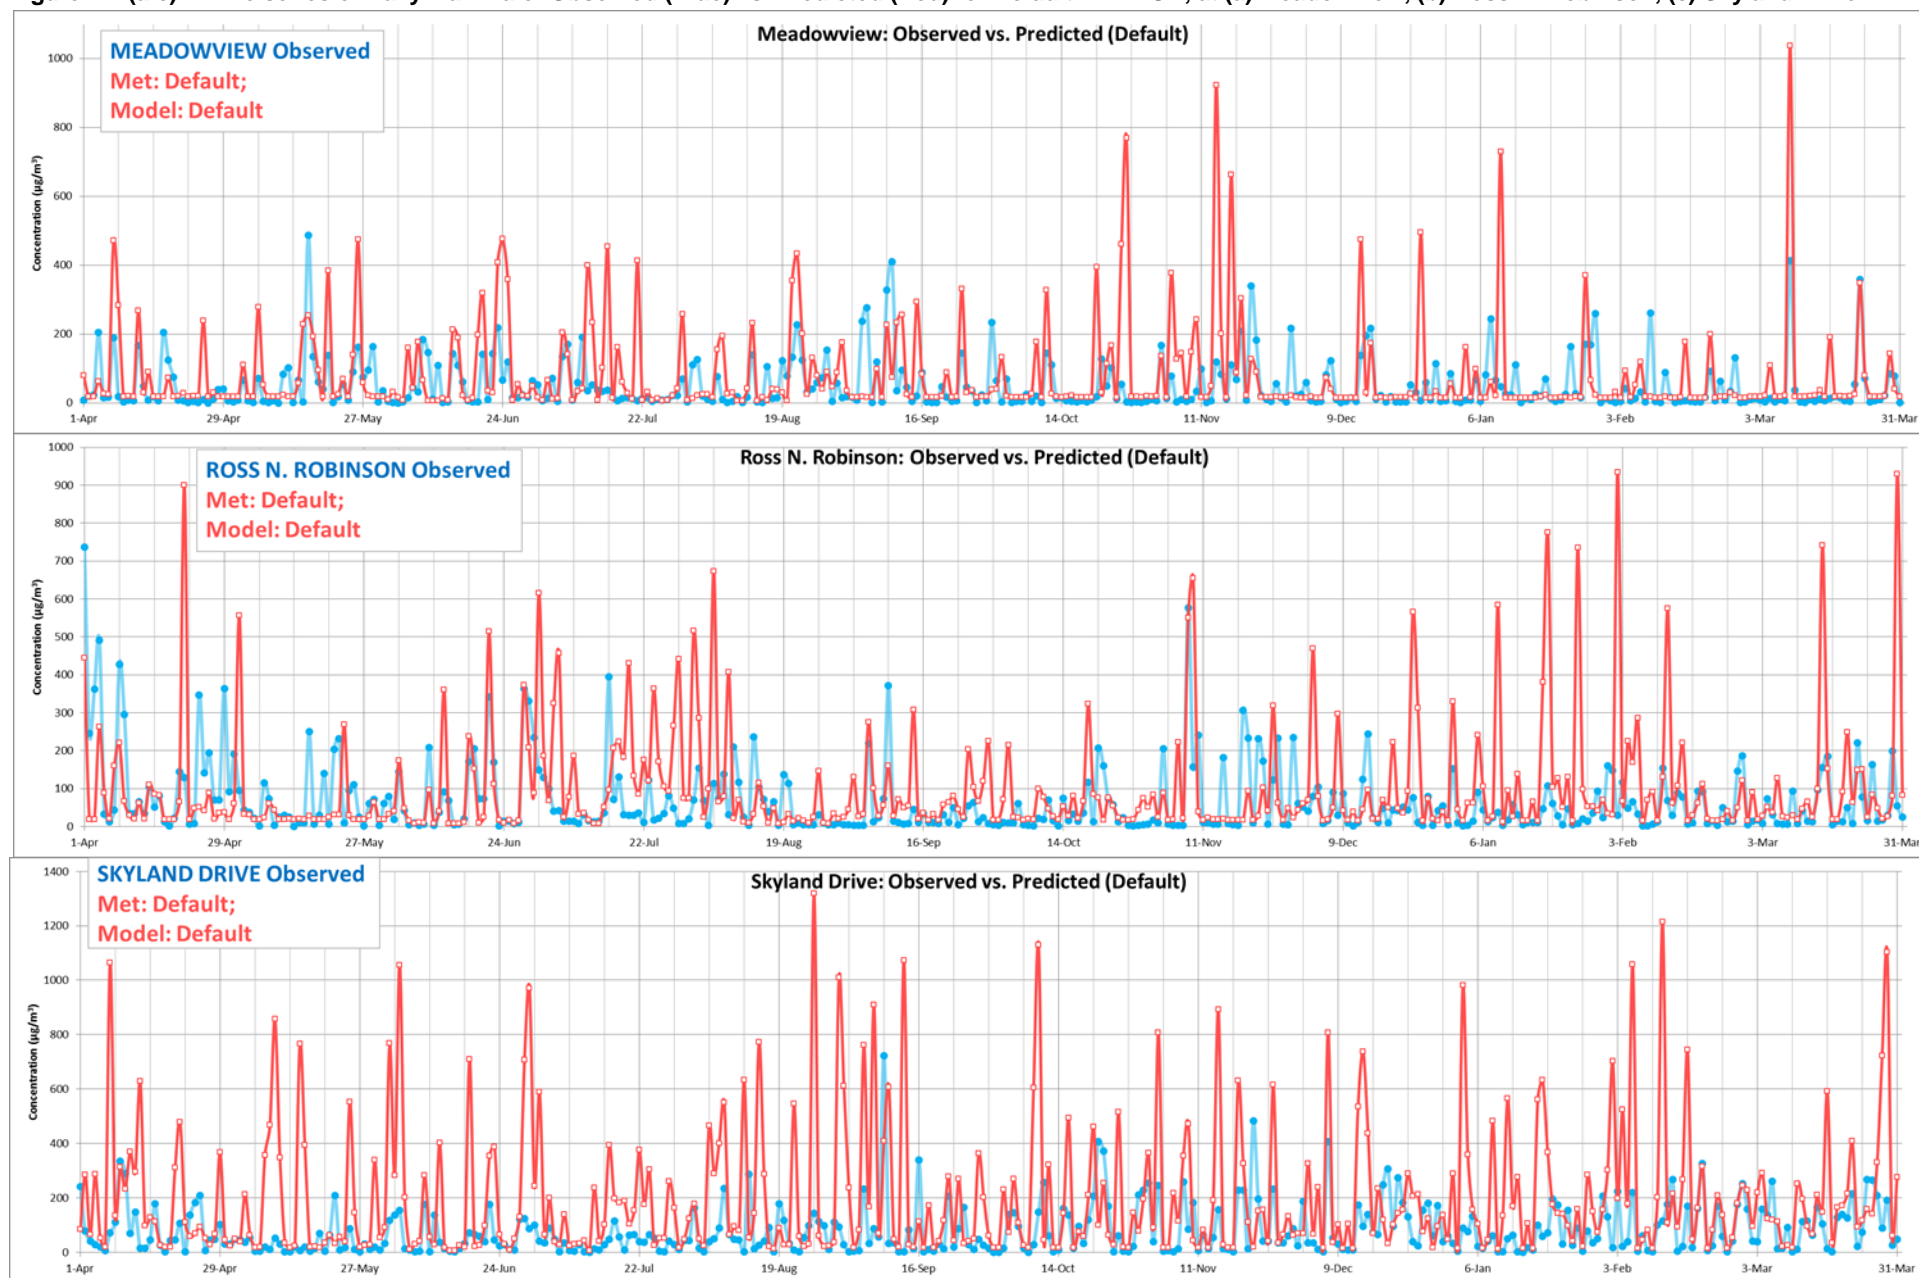 Meadowview: Observed vs. Predicted (Default)
MEADOWVIEW Observed
Met: Default;
Model: Default
Concentration (µg/m³)
1000
800
600
400
200
0
1-Apr 29-Apr 27-May 24-Jun 22-Jul 19-Aug 16-Sep 14-Oct 11-Nov 9-Dec 6-Jan 3-Feb 3-Mar 31-Mar
Ross N. Robinson: Observed vs. Predicted (Default)
ROSS N. ROBINSON Observed
Met: Default;
Model: Default
Concentration (µg/m³)
1000
900
800
700
600
500
400
300
200
100
0
1-Apr 29-Apr 27-May 24-Jun 22-Jul 19-Aug 16-Sep 14-Oct 11-Nov 9-Dec 6-Jan 3-Feb 3-Mar 31-Mar
Skyland Drive: Observed vs. Predicted (Default)
SKYLAND DRIVE Observed
Met: Default;
Model: Default
Concentration (µg/m³)
1400
1200
1000
800
600
400
200
0
1-Apr 29-Apr 27-May 24-Jun 22-Jul 19-Aug 16-Sep 14-Oct 11-Nov 9-Dec 6-Jan 3-Feb 3-Mar 31-Mar